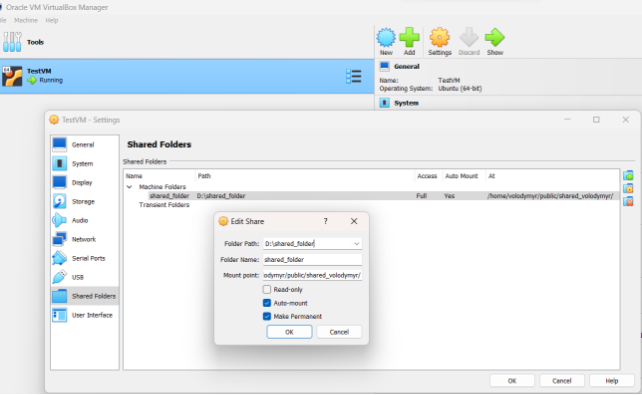 Oracle VM VirtualBox Manager
Machine Help
Tools
New Add Settings Discard Show
TestVM
Running
General
Name: TestVM
Operating System: Ubuntu (64-bit)
System
TestVM - Settings
General
System
Display
Storage
Audio
Network
Serial Ports
USB
Shared Folders
User Interface
Shared Folders
Shared Folders
Name Path Access Auto Mount At
Machine Folders
shared_folder D:\shared_folder Full Yes /home/volodymyr/public/shared_volodymyr/
Transient Folders
Edit Share ?
Folder Path: D:\shared_folder
Folder Name: shared_folder
Mount point: odymyr/public/shared_volodymyr/
Read-only
Auto-mount
Make Permanent
OK Cancel
OK Cancel Help